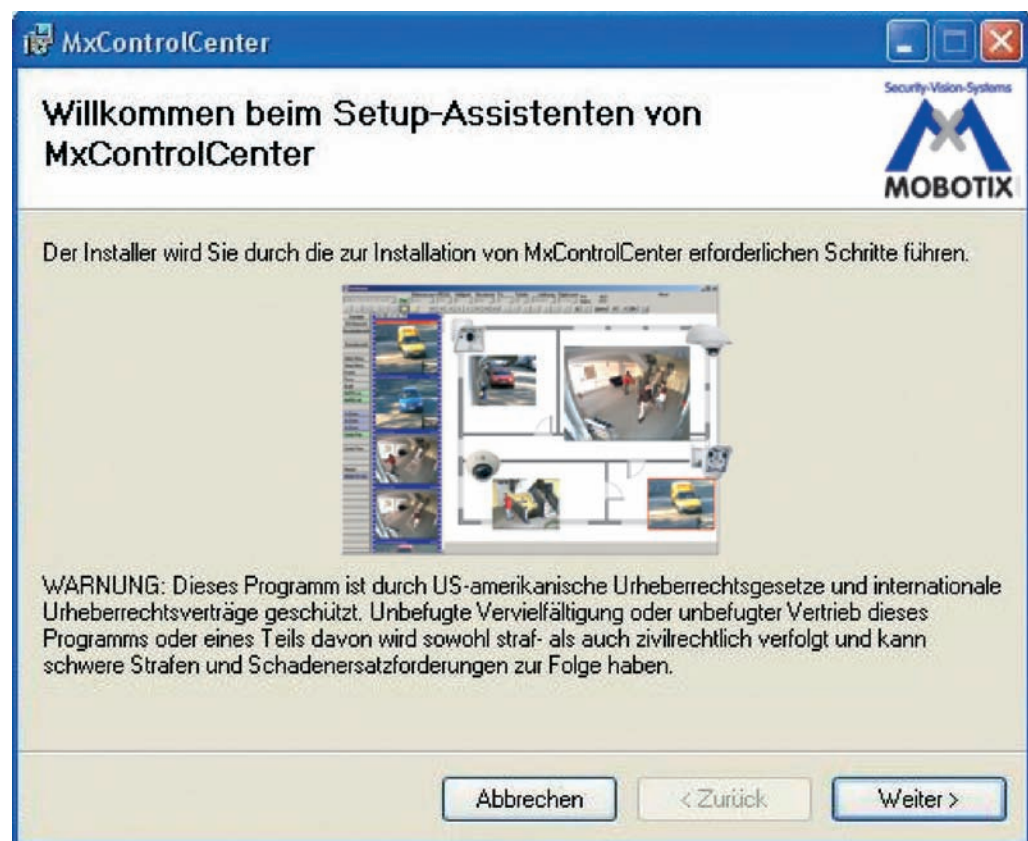 MxControlCenter
Willkommen beim Setup-Assistenten von
MxControlCenter
Security-Vision-Systems
MOBOTIX
Der Installer wird Sie durch die zur Installation von MxControlCenter erforderlichen Schritte führen.
WARNUNG: Dieses Programm ist durch US-amerikanische Urheberrechtsgesetze und internationale
Urheberrechtsverträge geschützt. Unbefugte Vervielfältigung oder unbefugter Vertrieb dieses
Programms oder eines Teils davon wird sowohl straf- als auch zivilrechtlich verfolgt und kann
schwere Strafen und Schadenersatzforderungen zur Folge haben.
Abbrechen
< Zurück
Weiter >